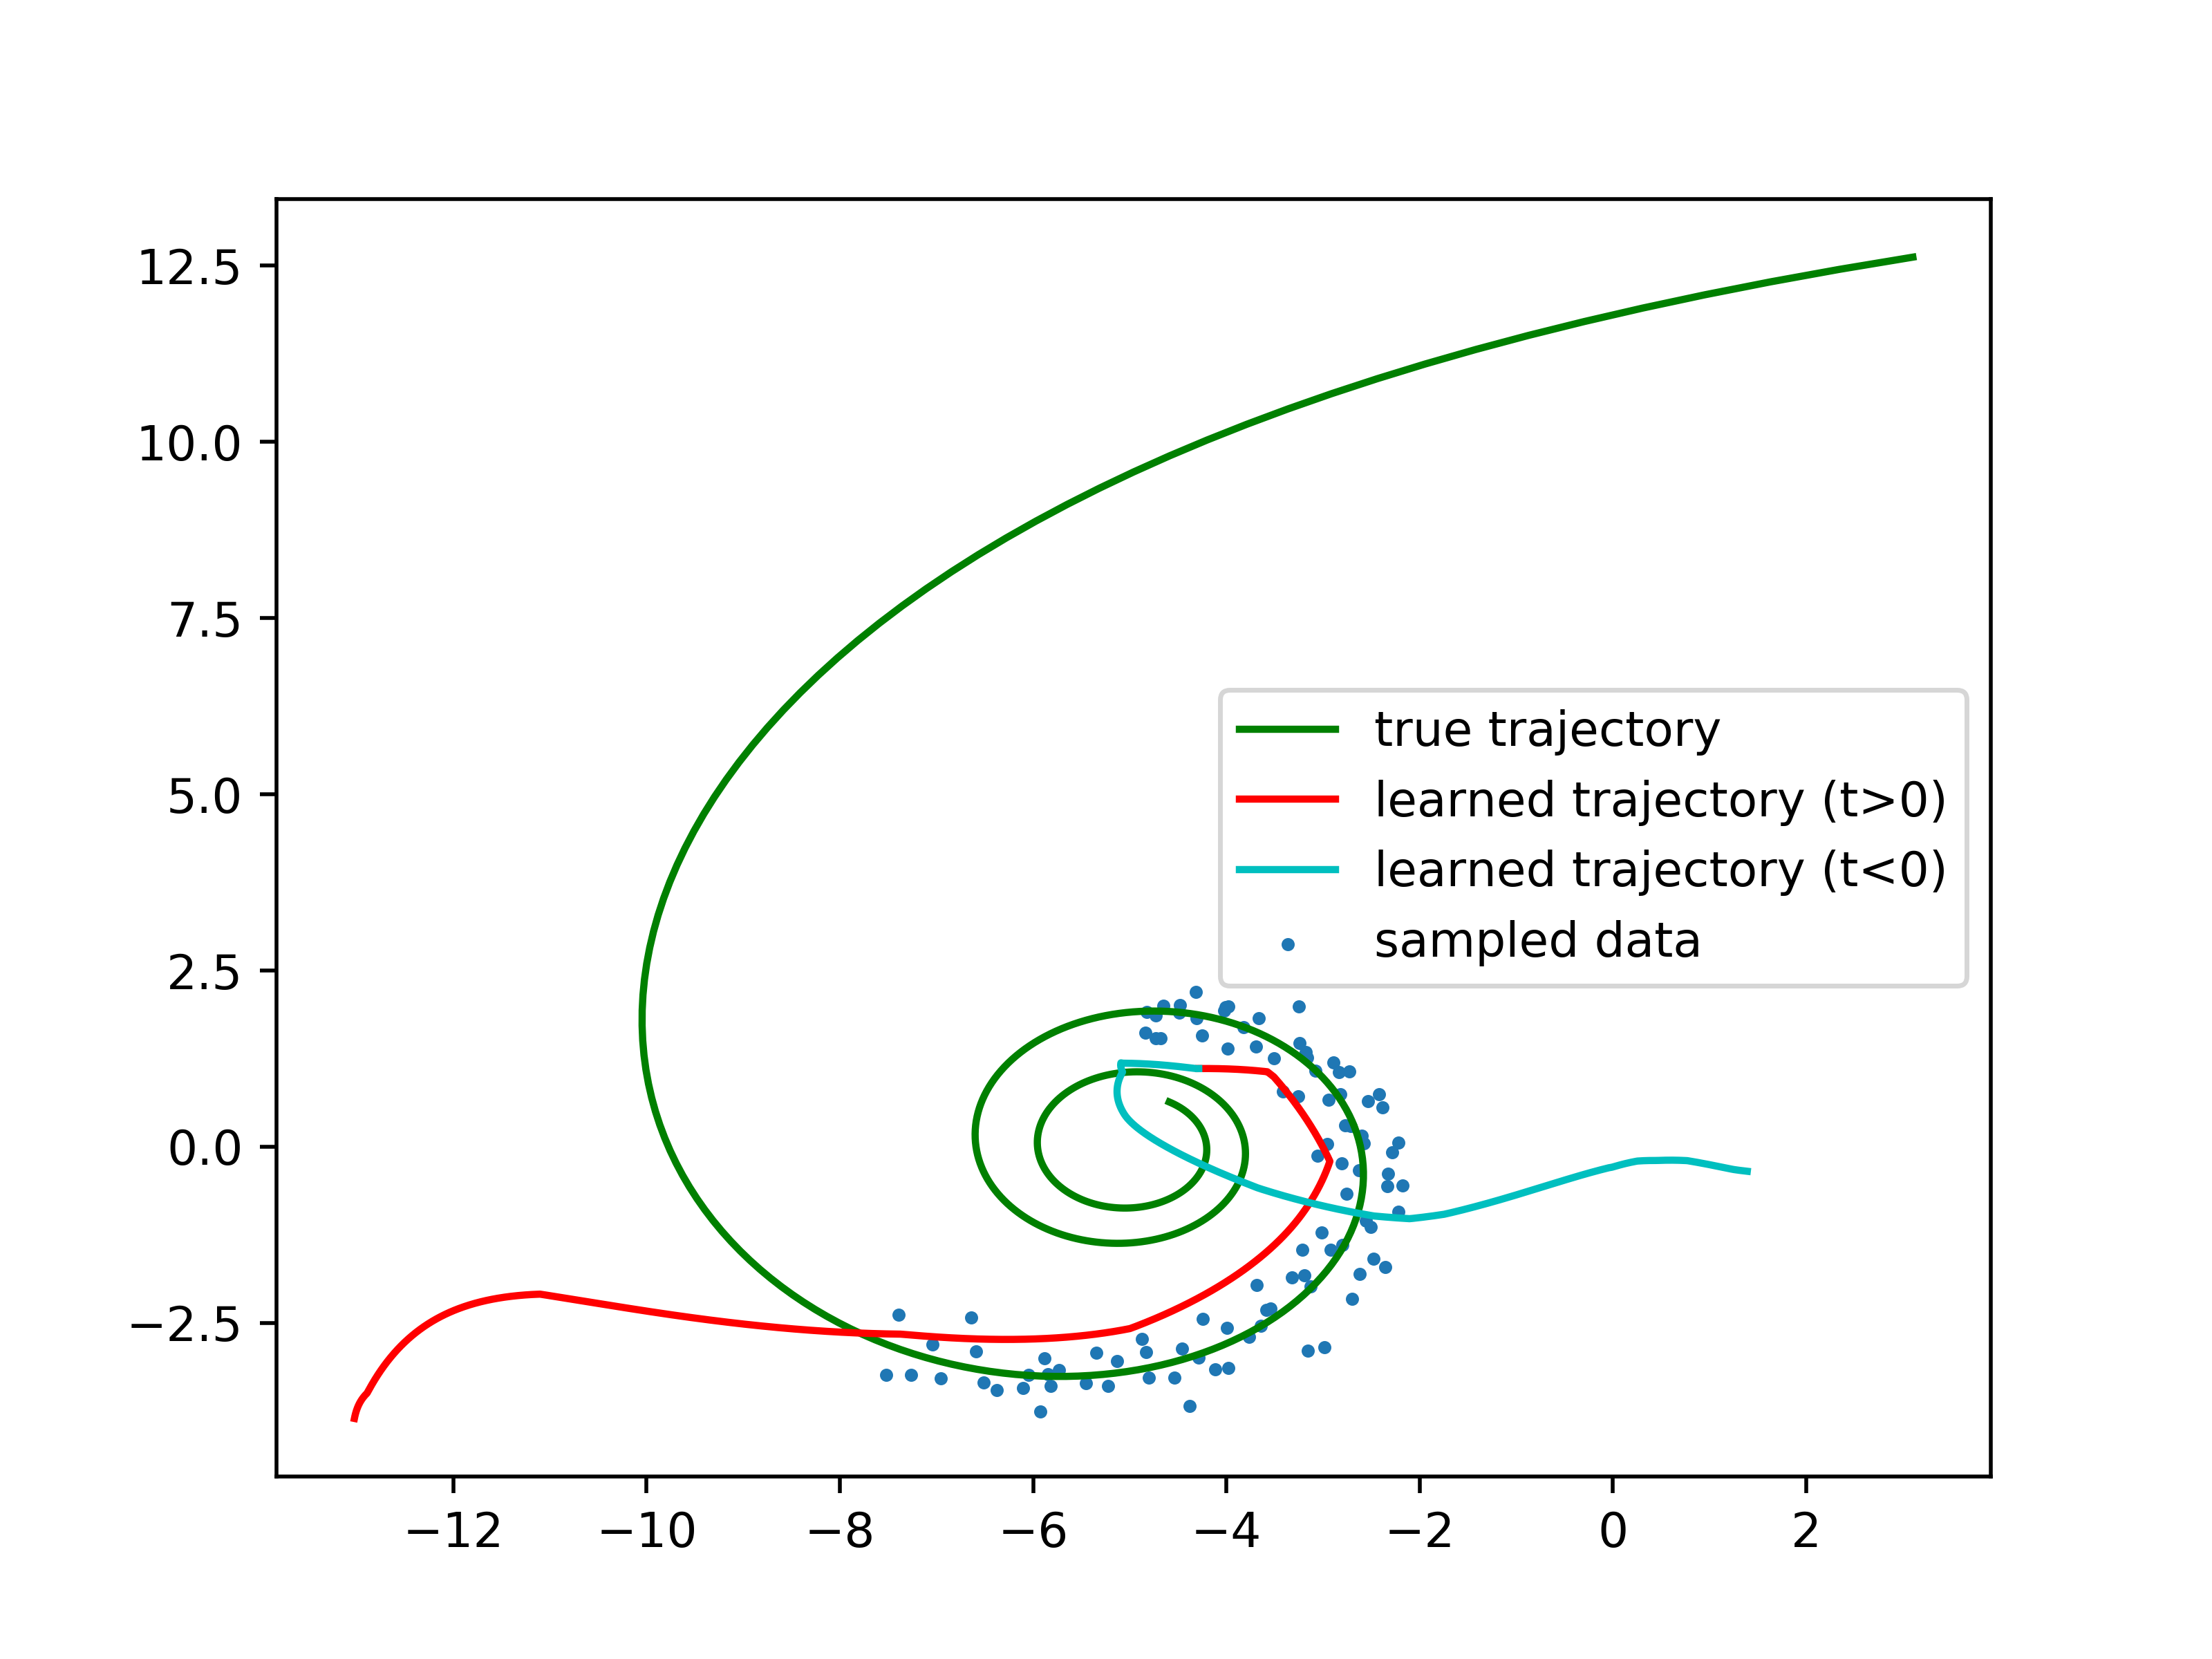 12.5
10.0
7.5
5.0
2.5
0.0
−2.5
−12 −10 −8 −6 −4 −2 0 2
true trajectory
learned trajectory (t>0)
learned trajectory (t<0)
sampled data